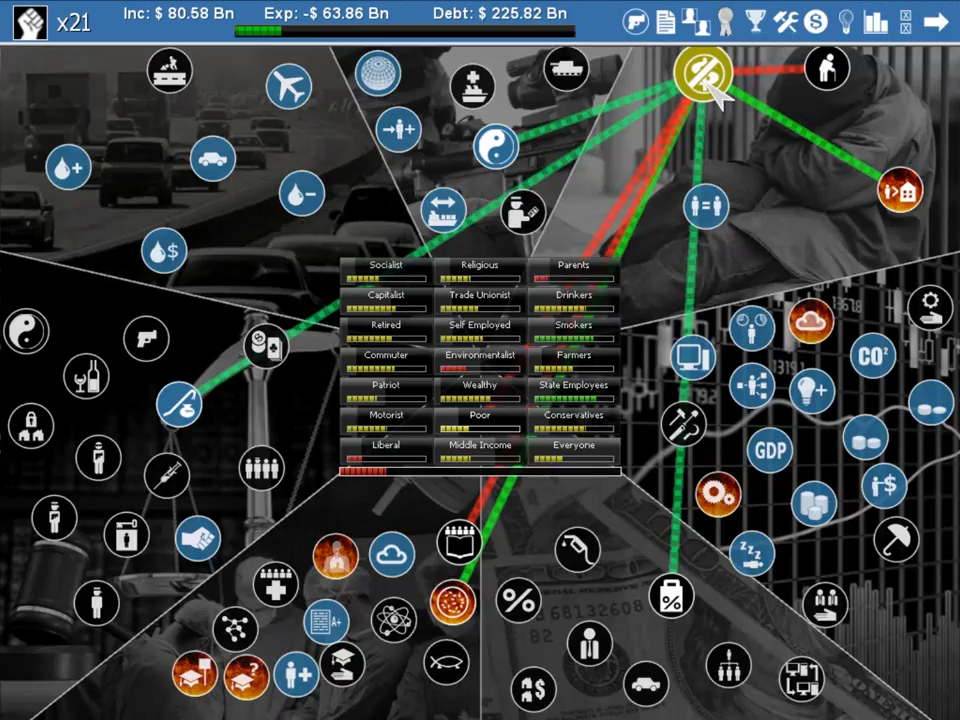 x21
Inc: $ 80.58 Bn Exp: -$ 63.86 Bn Debt: $ 225.82 Bn
Socialist Religious Parents
Capitalist Trade Unionist Drinkers
Retired Self Employed Smokers
Commuter Environmentalist Farmers
Patriot Wealthy State Employees
Motorist Poor Conservatives
Liberal Middle Income Everyone
CO²
GDP
A+
68132608
B2